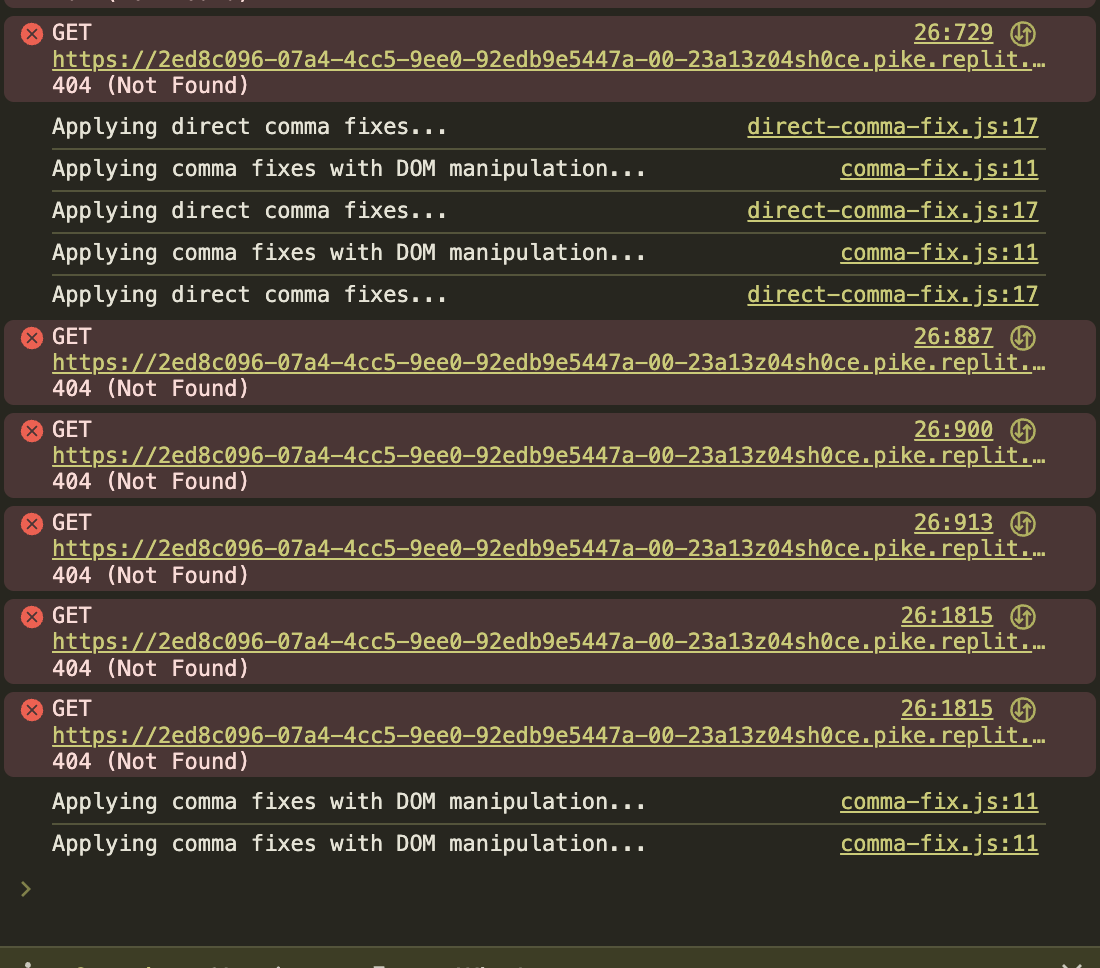 GET 26:729
https://2ed8c096-07a4-4cc5-9ee0-92edb9e5447a-00-23a13z04sh0ce.pike.replit.…
404 (Not Found)
Applying direct comma fixes... direct-comma-fix.js:17
Applying comma fixes with DOM manipulation... comma-fix.js:11
Applying direct comma fixes... direct-comma-fix.js:17
Applying comma fixes with DOM manipulation... comma-fix.js:11
Applying direct comma fixes... direct-comma-fix.js:17
GET 26:887
https://2ed8c096-07a4-4cc5-9ee0-92edb9e5447a-00-23a13z04sh0ce.pike.replit.…
404 (Not Found)
GET 26:900
https://2ed8c096-07a4-4cc5-9ee0-92edb9e5447a-00-23a13z04sh0ce.pike.replit.…
404 (Not Found)
GET 26:913
https://2ed8c096-07a4-4cc5-9ee0-92edb9e5447a-00-23a13z04sh0ce.pike.replit.…
404 (Not Found)
GET 26:1815
https://2ed8c096-07a4-4cc5-9ee0-92edb9e5447a-00-23a13z04sh0ce.pike.replit.…
404 (Not Found)
GET 26:1815
https://2ed8c096-07a4-4cc5-9ee0-92edb9e5447a-00-23a13z04sh0ce.pike.replit.…
404 (Not Found)
Applying comma fixes with DOM manipulation... comma-fix.js:11
Applying comma fixes with DOM manipulation... comma-fix.js:11